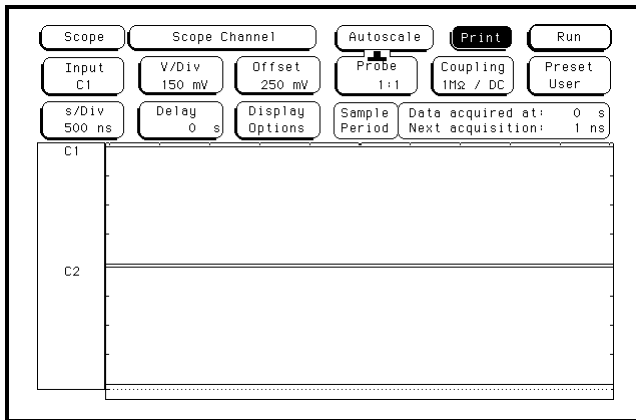 Scope
Scope Channel
Autoscale
Print
Run
Input
C1
V/Div
150 mV
Offset
250 mV
Probe
1:1
Coupling
1MΩ / DC
Preset
User
s/Div
500 ns
Delay
0 s
Display
Options
Sample
Period
Data acquired at: 0 s
Next acquisition: 1 ns
C1
C2